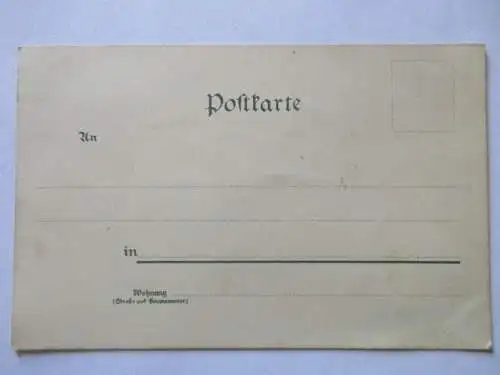 Postkarte
An
in
Wohnung
(Straße und Hausnummer)